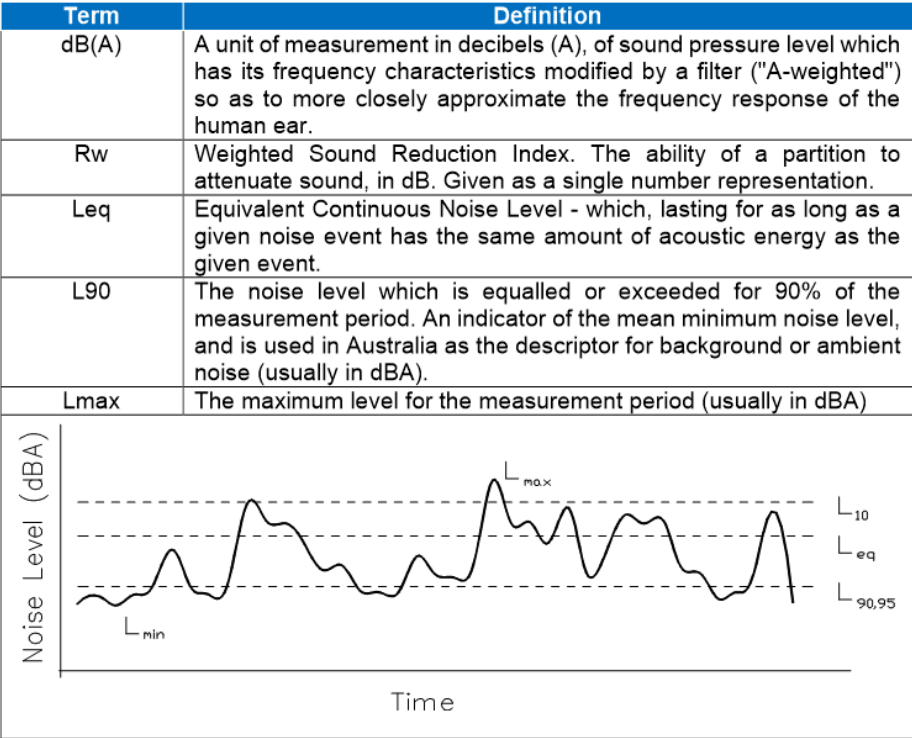 Term Definition
dB(A) A unit of measurement in decibels (A), of sound pressure level which
has its frequency characteristics modified by a filter ("A-weighted")
so as to more closely approximate the frequency response of the
human ear.
Rw Weighted Sound Reduction Index. The ability of a partition to
attenuate sound, in dB. Given as a single number representation.
Leq Equivalent Continuous Noise Level - which, lasting for as long as a
given noise event has the same amount of acoustic energy as the
given event.
L90 The noise level which is equalled or exceeded for 90% of the
measurement period. An indicator of the mean minimum noise level,
and is used in Australia as the descriptor for background or ambient
noise (usually in dBA).
Lmax The maximum level for the measurement period (usually in dBA)
Noise Level (dBA)
L max
L 10
L eq
L 90,95
L min
Time